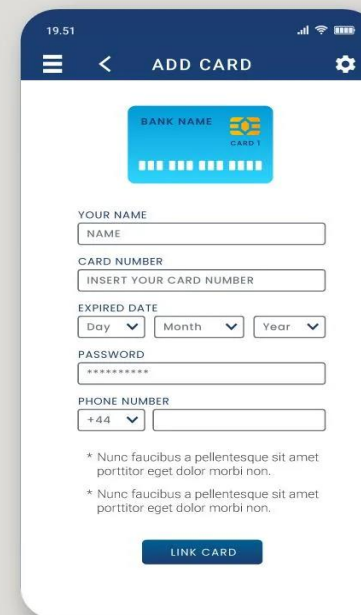 19.51
ADD CARD
BANK NAME
CARD 1
YOUR NAME
NAME
CARD NUMBER
INSERT YOUR CARD NUMBER
EXPIRED DATE
Day Month Year
PASSWORD
**********
PHONE NUMBER
+44
* Nunc faucibus a pellentesque sit amet
porttitor eget dolor morbi non.
* Nunc faucibus a pellentesque sit amet
porttitor eget dolor morbi non.
LINK CARD